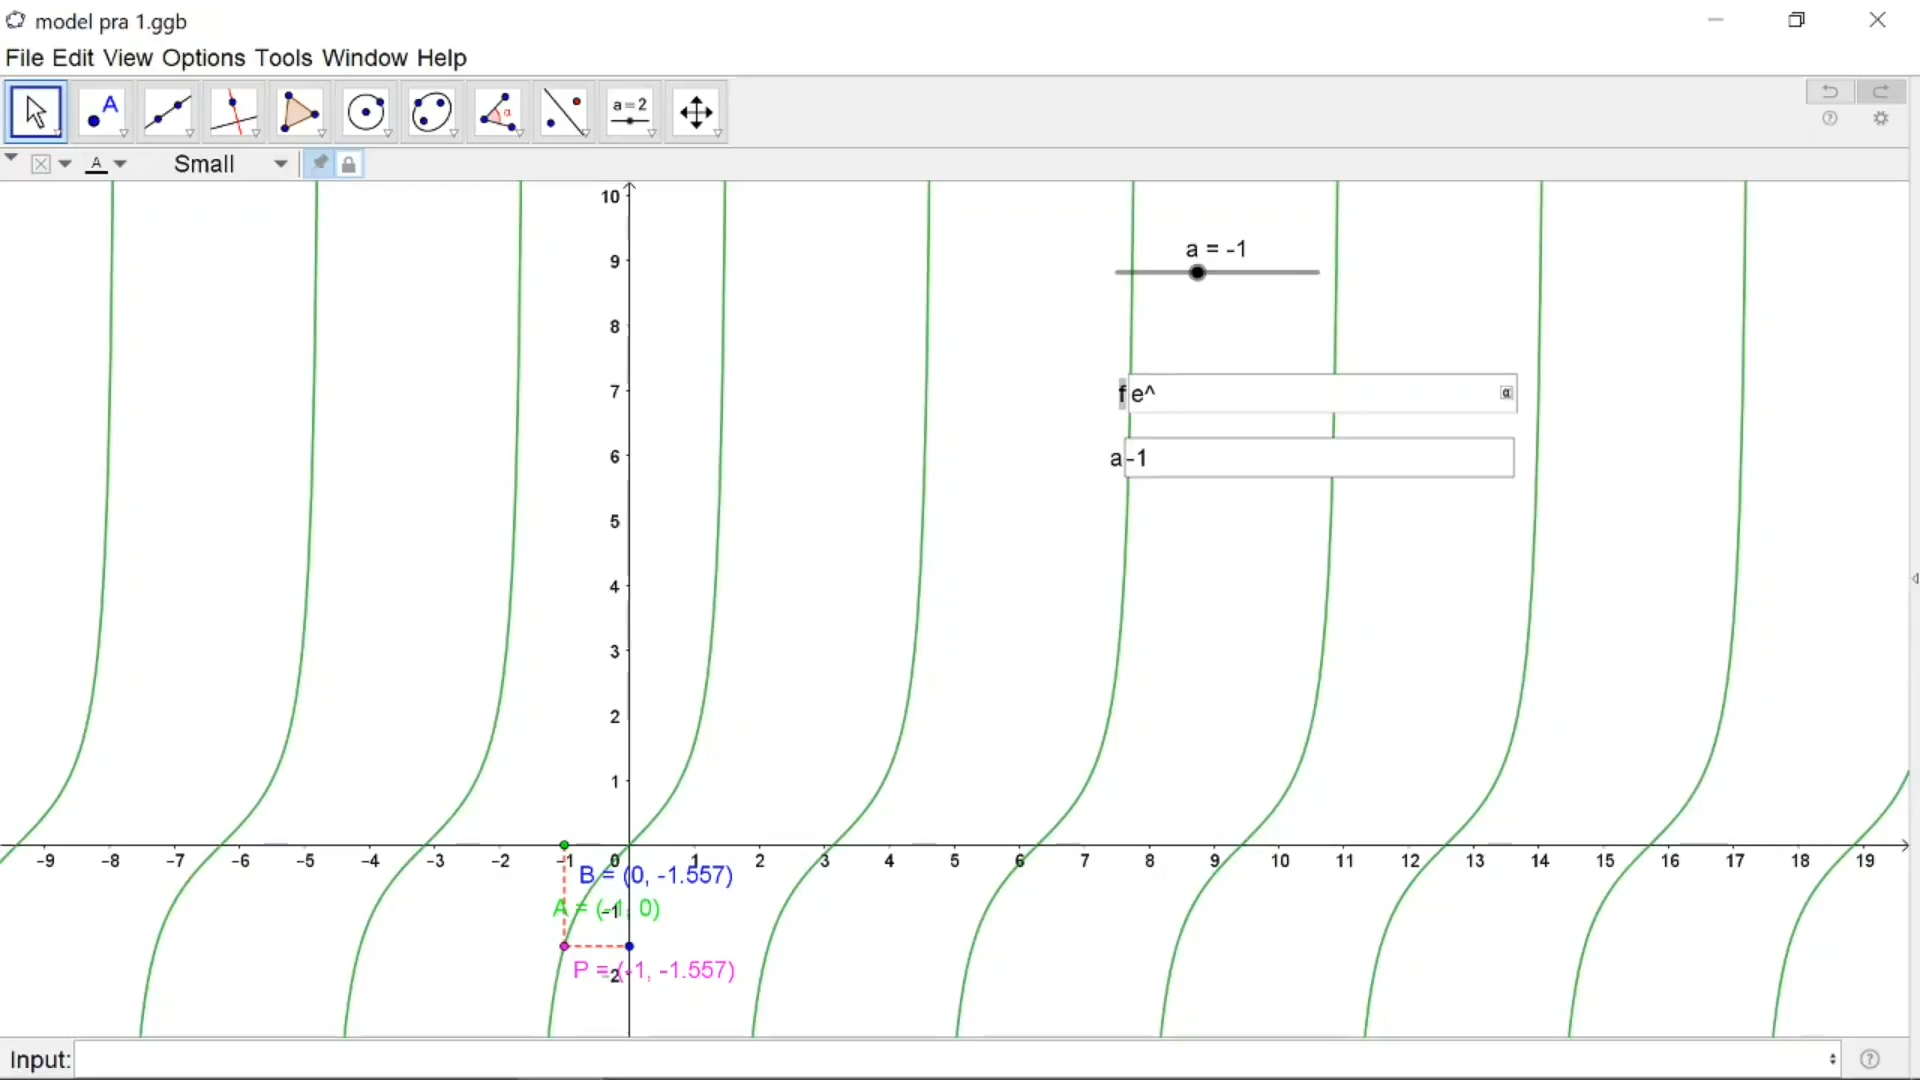 model pra 1.ggb
File Edit View Options Tools Window Help
A
α
a=2
A
Small
10
9
8
7
6
5
4
3
2
1
0
-1
-2
a = -1
f e^ α
a -1
-9 -8 -7 -6 -5 -4 -3 -2 -1 1 2 3 4 5 6 7 8 9 10 11 12 13 14 15 16 17 18 19
B = (0, -1.557)
A = (-1, 0)
P = (-1, -1.557)
Input: